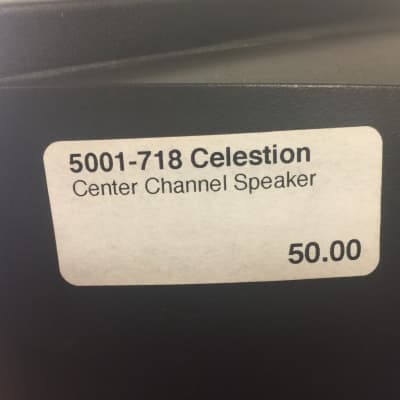 5001-718 Celestion
Center Channel Speaker
50.00